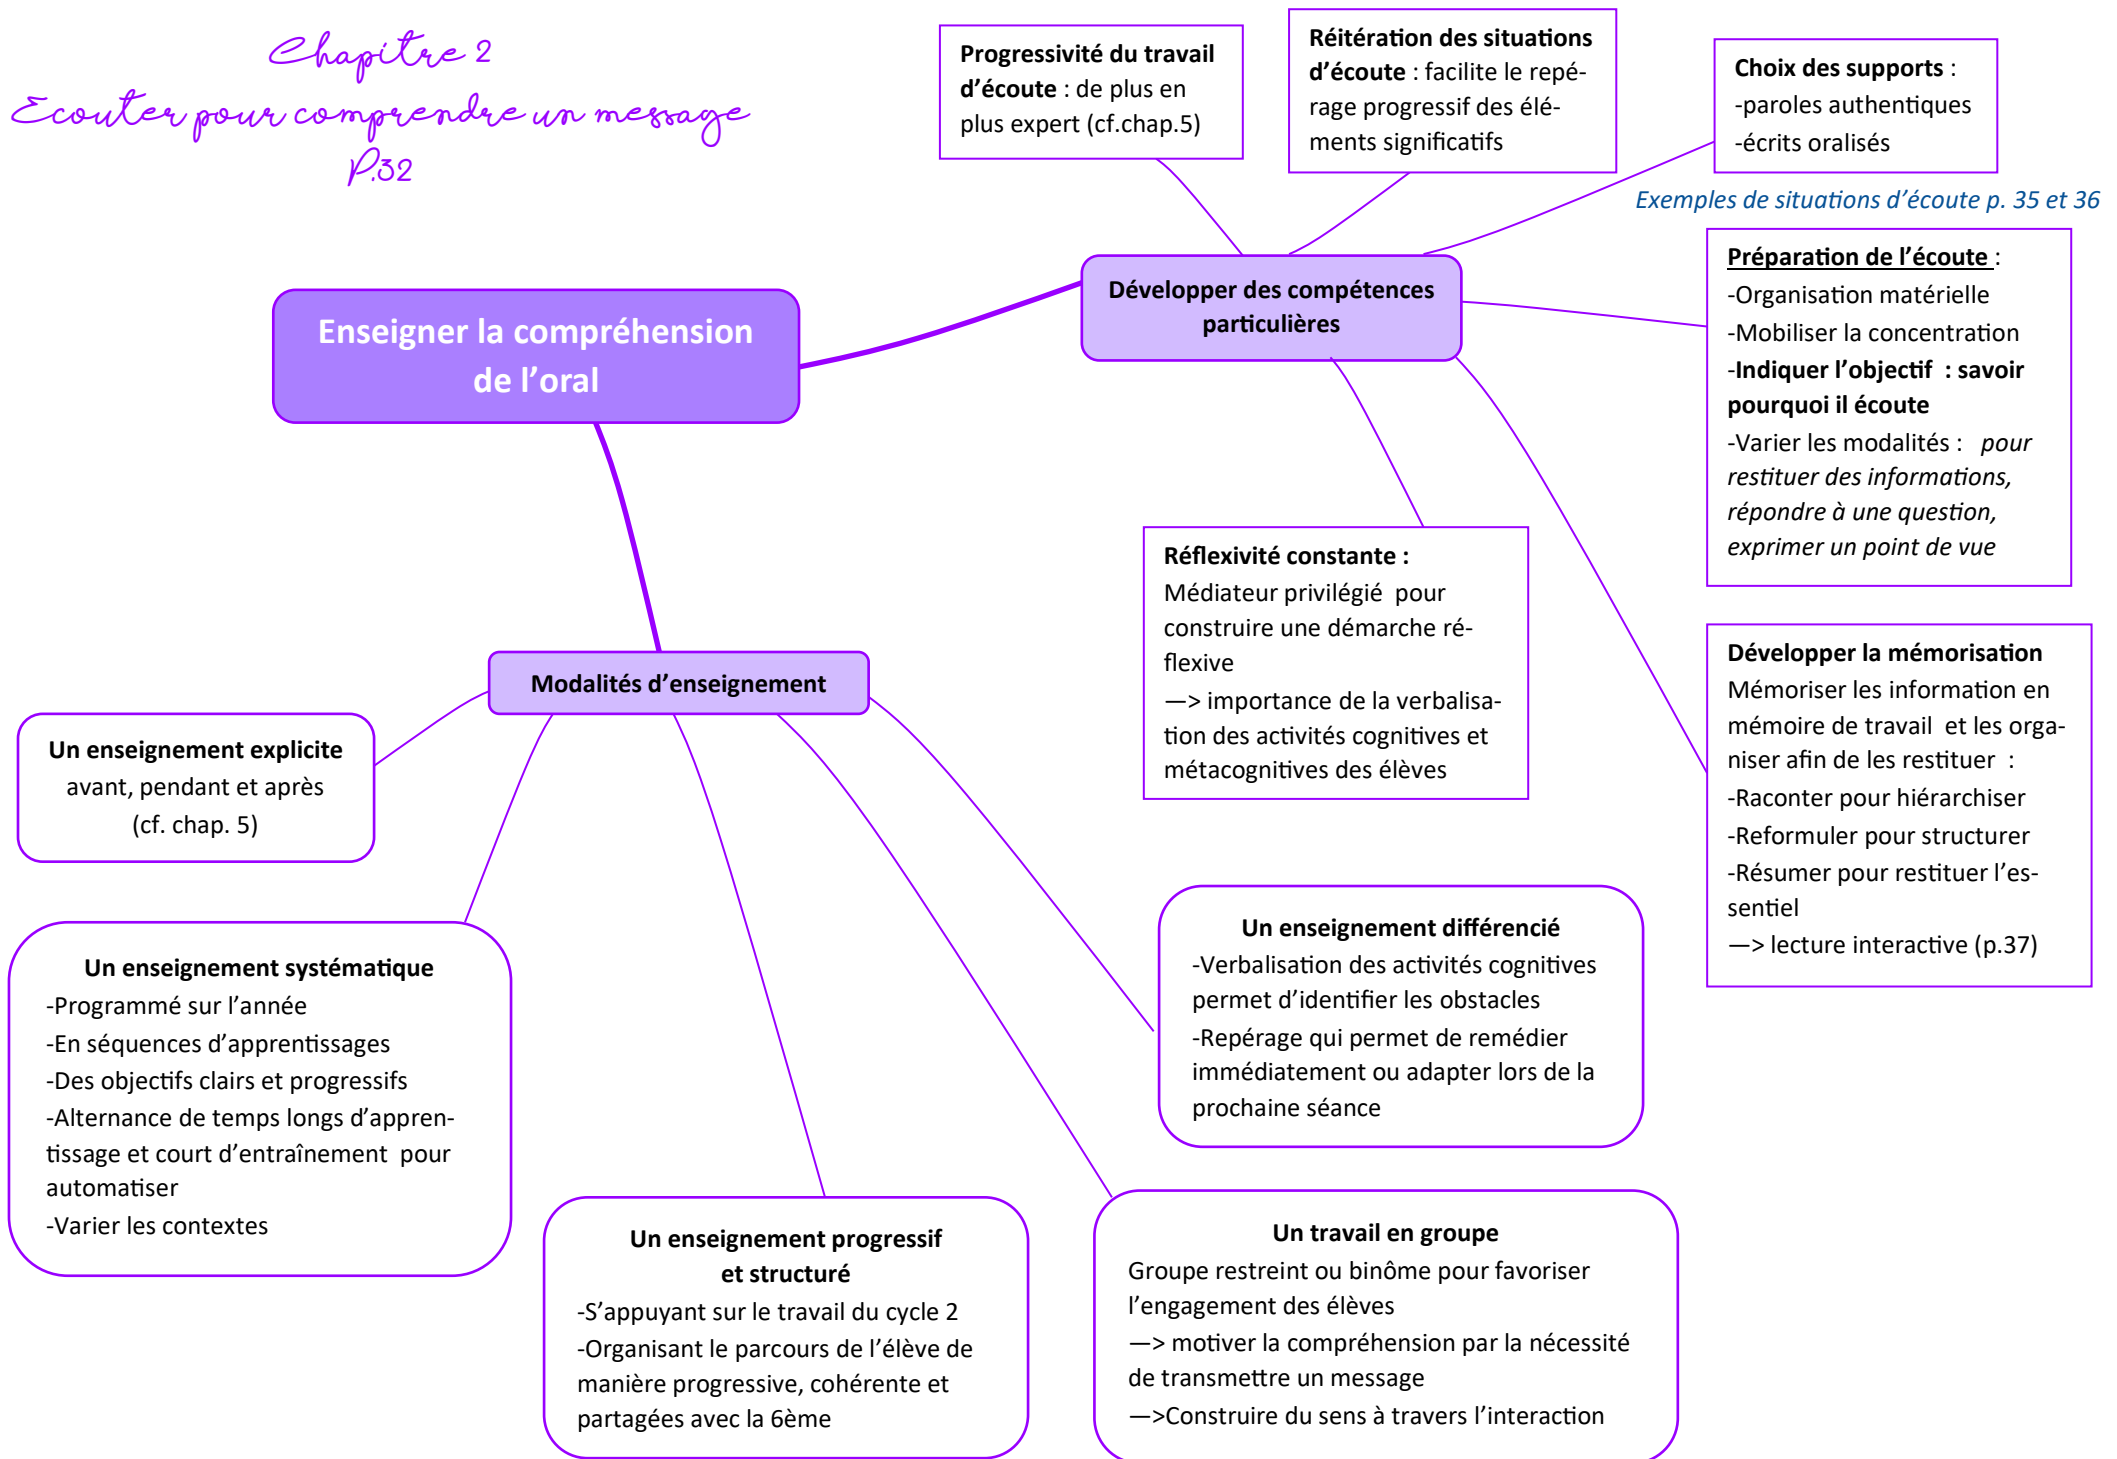 Chapitre 2
Ecouter pour comprendre un message
P.32
Progressivité du travail
d’écoute : de plus en
plus expert (cf.chap.5)
Réitération des situations
d’écoute : facilite le repé-
rage progressif des élé-
ments significatifs
Choix des supports :
-paroles authentiques
-écrits oralisés
Exemples de situations d’écoute p. 35 et 36
Enseigner la compréhension
de l’oral
Développer des compétences
particulières
Préparation de l’écoute :
-Organisation matérielle
-Mobiliser la concentration
-Indiquer l’objectif : savoir
pourquoi il écoute
-Varier les modalités : pour
restituer des informations,
répondre à une question,
exprimer un point de vue
Réflexivité constante :
Médiateur privilégié pour
construire une démarche ré-
flexive
—> importance de la verbalisa-
tion des activités cognitives et
métacognitives des élèves
Développer la mémorisation
Mémoriser les information en
mémoire de travail et les orga-
niser afin de les restituer :
-Raconter pour hiérarchiser
-Reformuler pour structurer
-Résumer pour restituer l’es-
sentiel
—> lecture interactive (p.37)
Modalités d’enseignement
Un enseignement explicite
avant, pendant et après
(cf. chap. 5)
Un enseignement systématique
-Programmé sur l’année
-En séquences d’apprentissages
-Des objectifs clairs et progressifs
-Alternance de temps longs d’appren-
tissage et court d’entraînement pour
automatiser
-Varier les contextes
Un enseignement progressif
et structuré
-S’appuyant sur le travail du cycle 2
-Organisant le parcours de l’élève de
manière progressive, cohérente et
partagées avec la 6ème
Un enseignement différencié
-Verbalisation des activités cognitives
permet d’identifier les obstacles
-Repérage qui permet de remédier
immédiatement ou adapter lors de la
prochaine séance
Un travail en groupe
Groupe restreint ou binôme pour favoriser
l’engagement des élèves
—> motiver la compréhension par la nécessité
de transmettre un message
—>Construire du sens à travers l’interaction